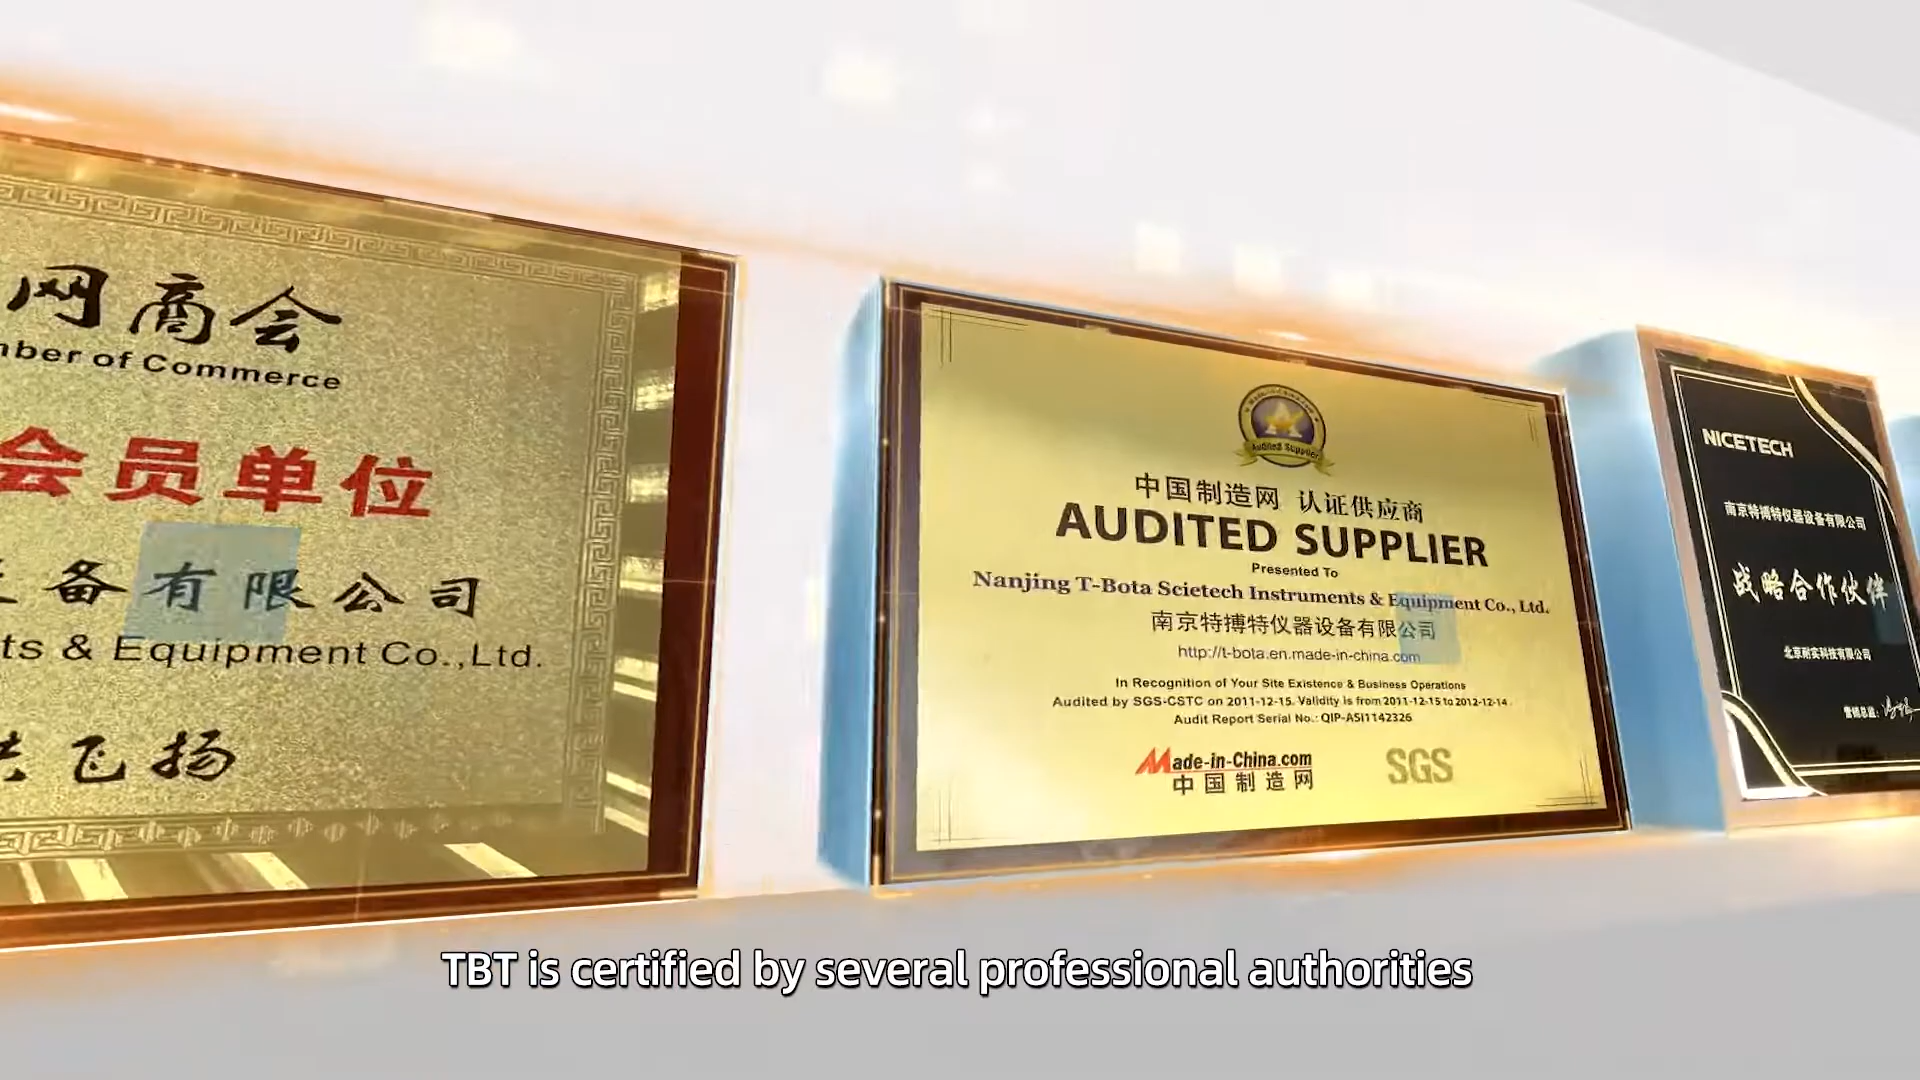 网商会
ber of Commerce
会员单位
备有限公司
ts & Equipment Co.,Ltd.
飞扬
Audited Supplier
中国制造网 认证供应商
AUDITED SUPPLIER
Presented To
Nanjing T-Bota Scietech Instruments & Equipment Co., Ltd.
南京特搏特仪器设备有限公司
http://t-bota.en.made-in-china.com
In Recognition of Your Site Existence & Business Operations
Audited by SGS-CSTC on 2011-12-15. Validity is from 2011-12-15 to 2012-12-14.
Audit Report Serial No.: QIP-ASI1142326
Made-in-China.com
中国制造网
SGS
NICETECH
南京特搏特仪器设备有限公司
战略合作伙伴
北京耐实科技有限公司
营销总监:
TBT is certified by several professional authorities